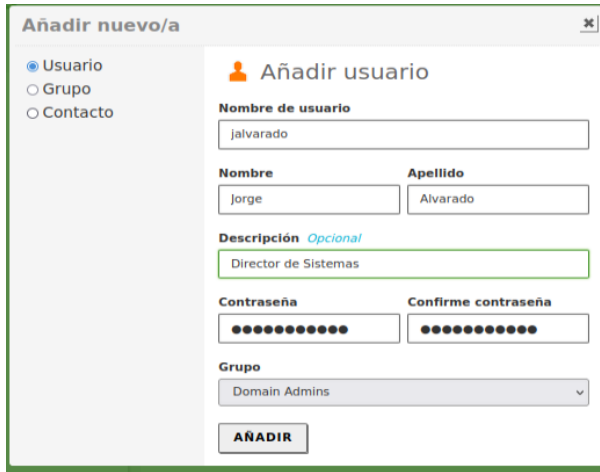 Añadir nuevo/a
Usuario
Grupo
Contacto
Añadir usuario
Nombre de usuario
jalvarado
Nombre Apellido
Jorge Alvarado
Descripción Opcional
Director de Sistemas
Contraseña Confirme contraseña
●●●●●●●●●●● ●●●●●●●●●●●
Grupo
Domain Admins
AÑADIR